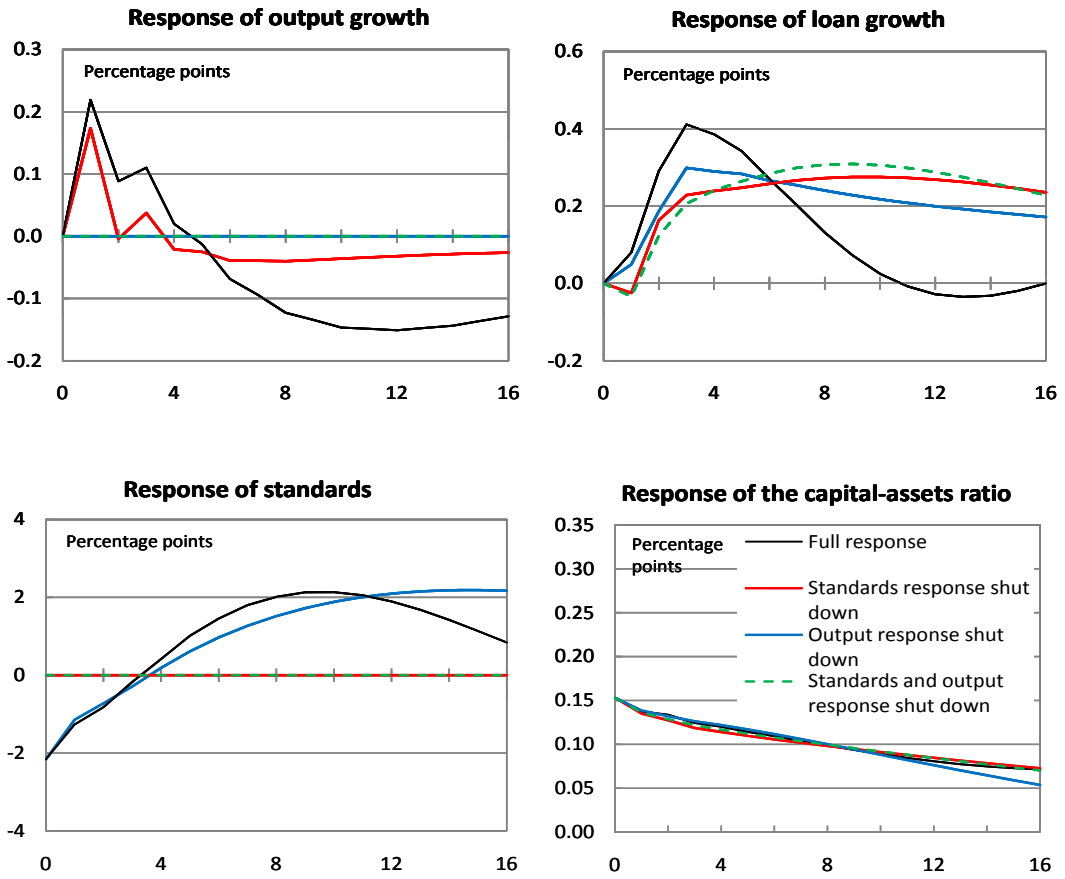 Response of output growth
Percentage points
0.3
0.2
0.1
0.0
-0.1
-0.2
0 4 8 12 16
Response of loan growth
Percentage points
0.6
0.4
0.2
0.0
-0.2
0 4 8 12 16
Response of standards
Percentage points
4
2
0
-2
-4
0 4 8 12 16
Response of the capital-assets ratio
Percentage
points
0.35
0.30
0.25
0.20
0.15
0.10
0.05
0.00
0 4 8 12 16
Full response
Standards response shut
down
Output response shut
down
Standards and output
response shut down